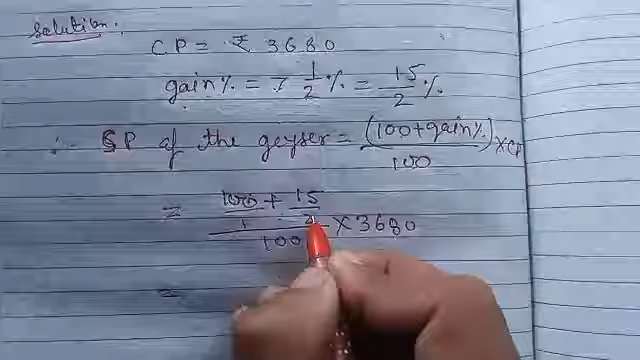 Solution:
CP = ₹ 3680
gain% = 7 1/2 % = 15/2 %
∴ SP of the geyser = (100+gain%)/100 × CP
= (100/1 + 15/2)/100 × 3680
=